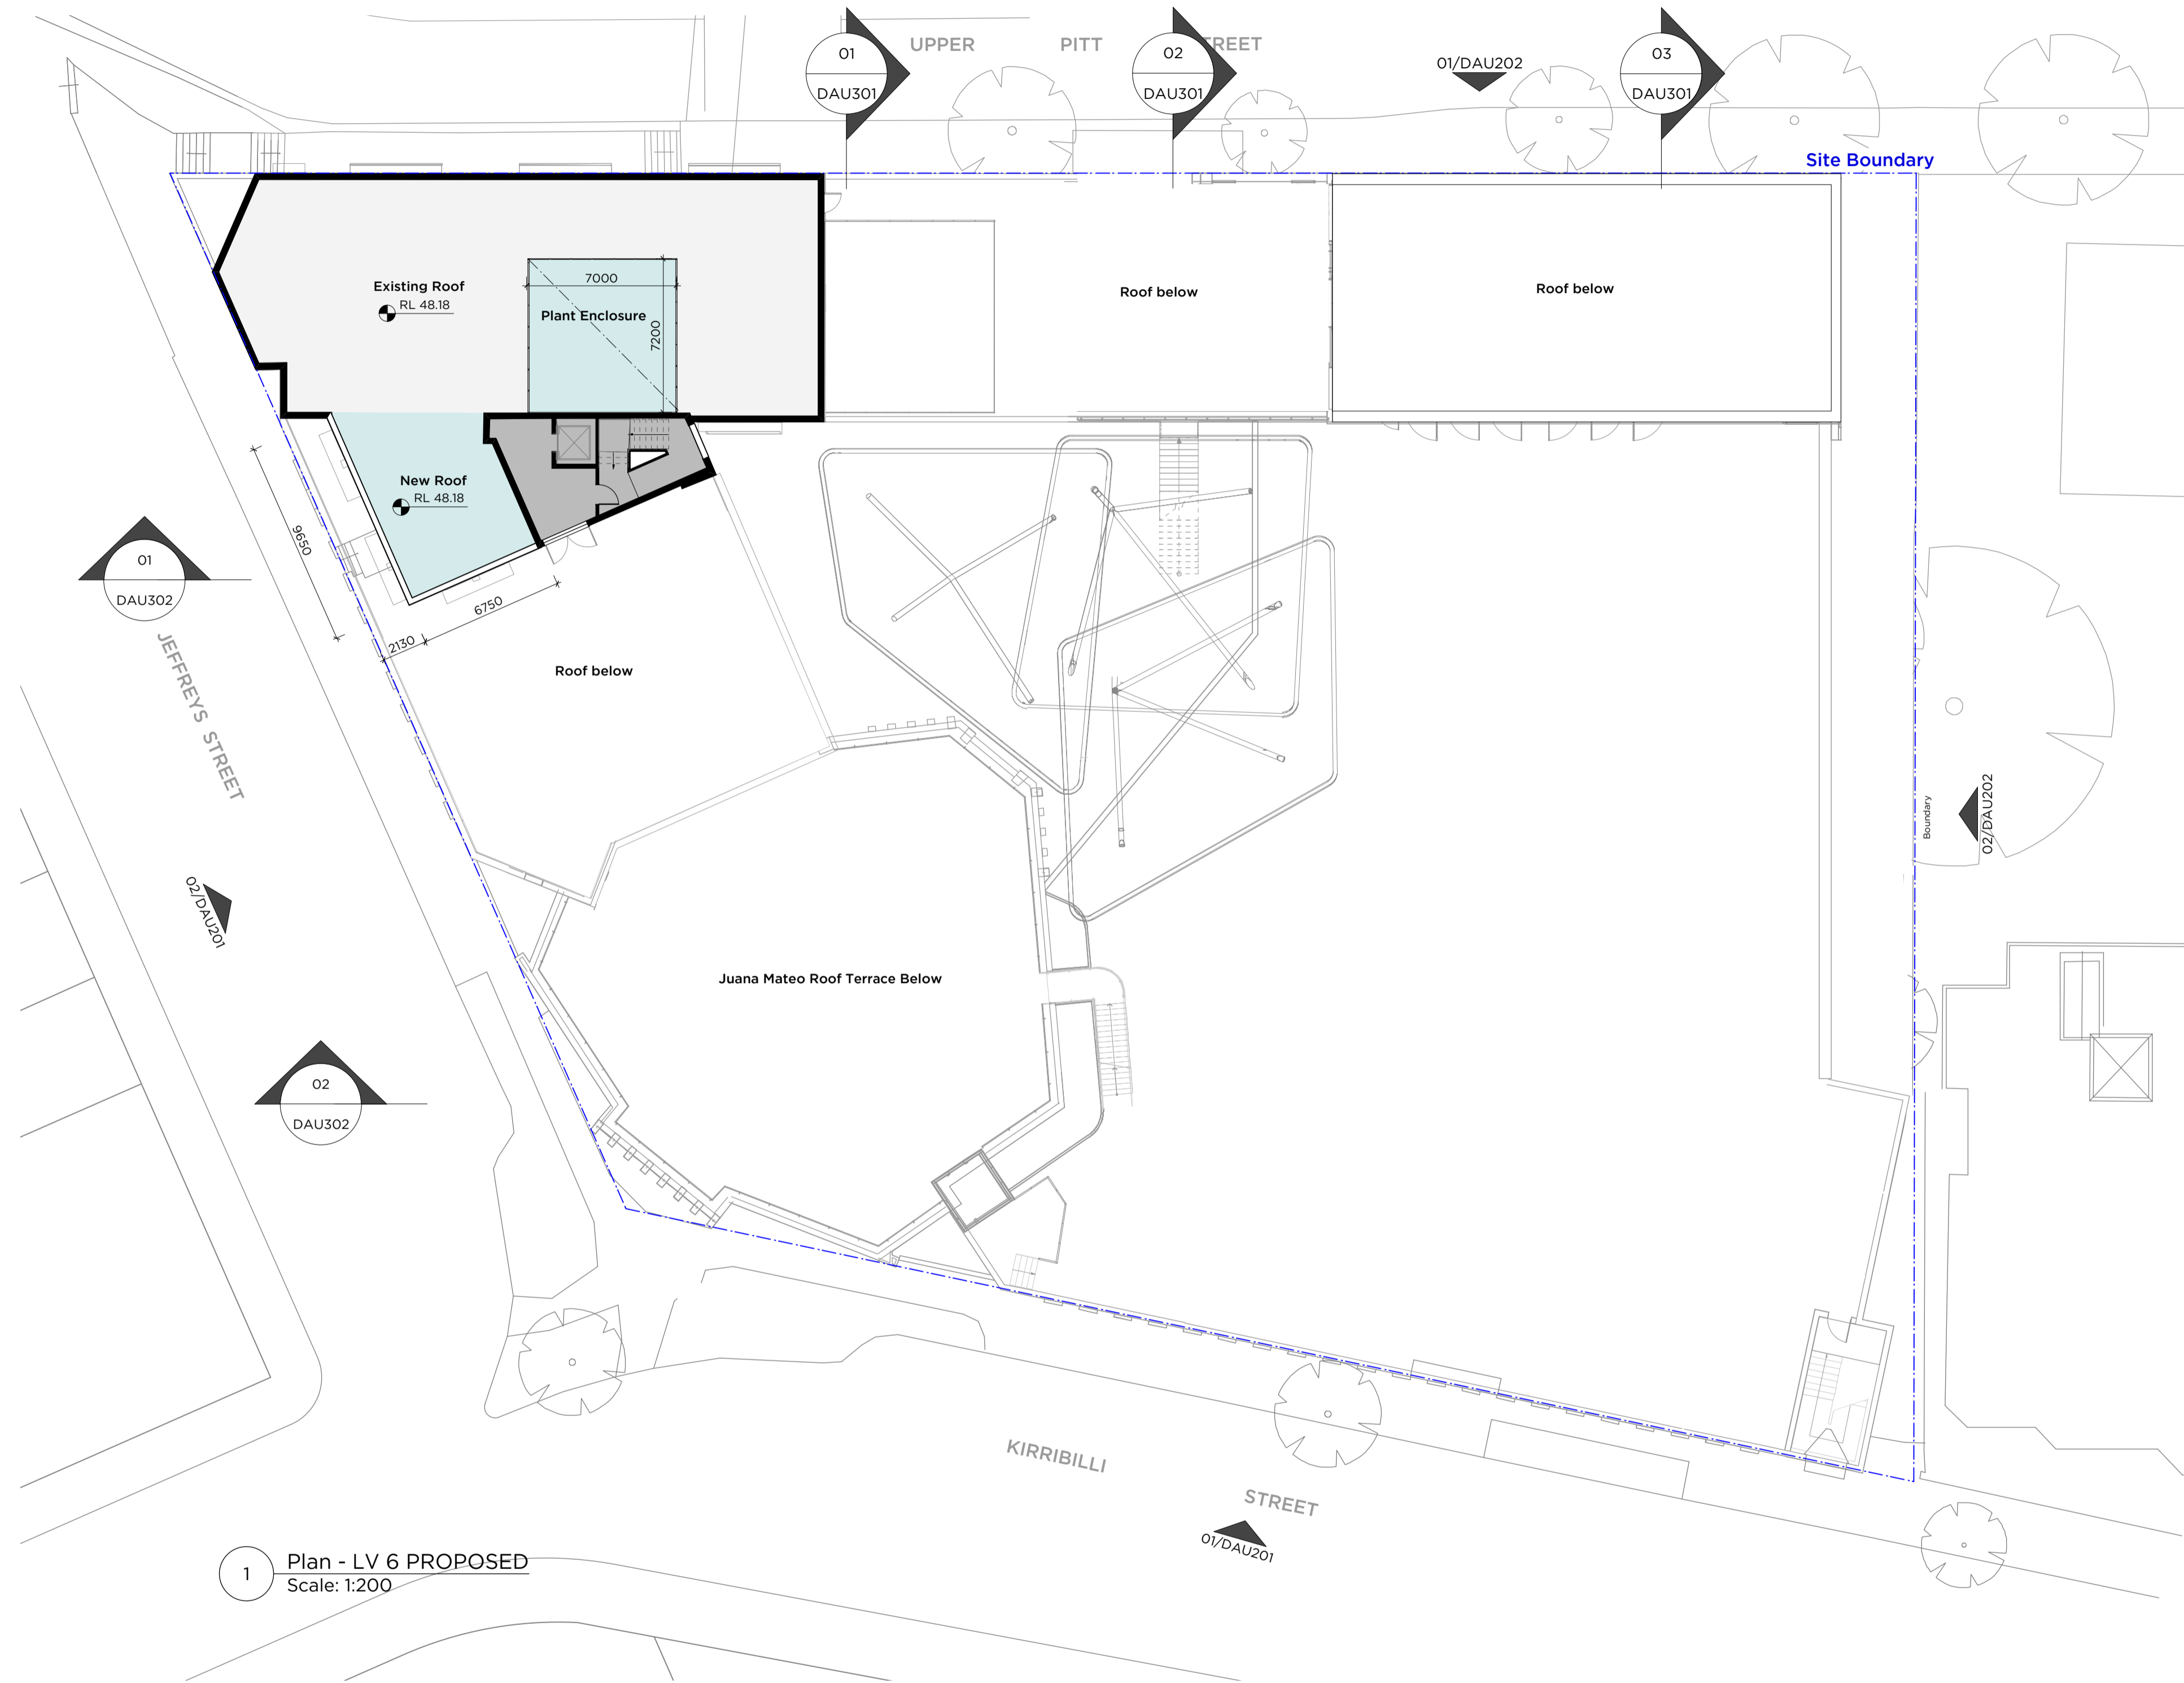 UPPER PITT STREET
01
DAU301
02
DAU301
01/DAU202
03
DAU301
Site Boundary
Existing Roof
RL 48.18
7000
Plant Enclosure
7200
Roof below
Roof below
New Roof
RL 48.18
9650
6750
2130
01
DAU302
JEFFREYS STREET
Roof below
Boundary
02/DAU202
02/DAU201
Juana Mateo Roof Terrace Below
02
DAU302
KIRRIBILLI STREET
01/DAU201
1
Plan - LV 6 PROPOSED
Scale: 1:200